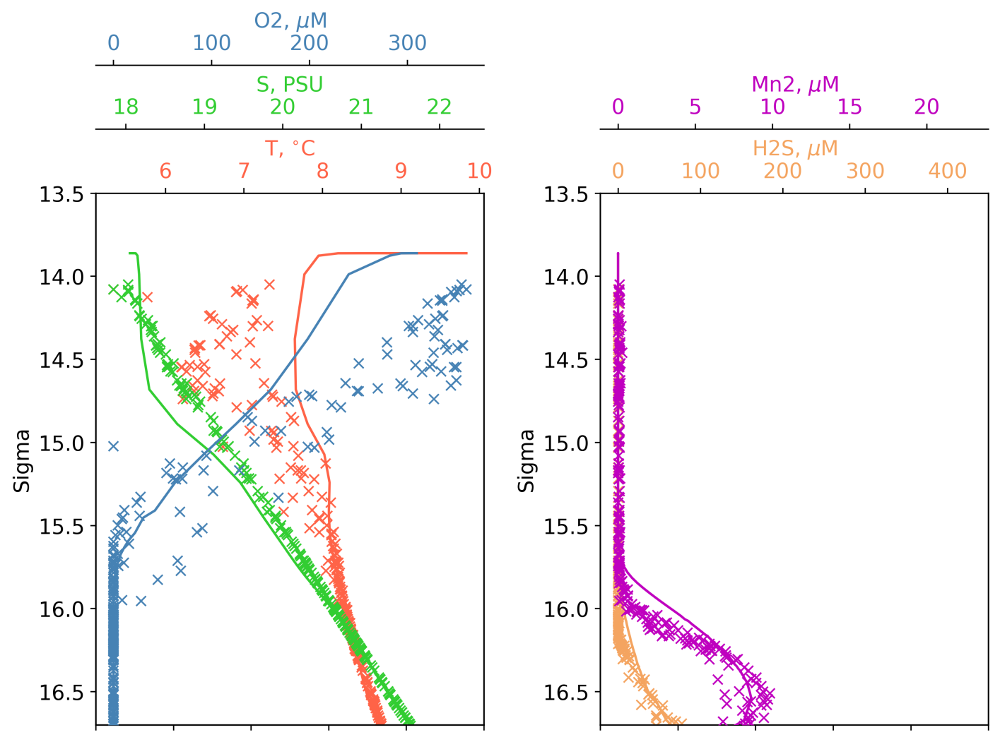 O2, μM
0 100 200 300
S, PSU
18 19 20 21 22
T, °C
6 7 8 9 10
Sigma
13.5
14.0
14.5
15.0
15.5
16.0
16.5
Mn2, μM
0 5 10 15 20
H2S, μM
0 100 200 300 400
Sigma
13.5
14.0
14.5
15.0
15.5
16.0
16.5